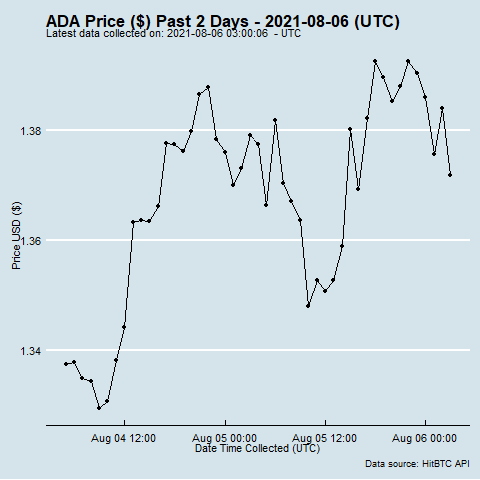 ADA Price ($) Past 2 Days - 2021-08-06 (UTC)
Latest data collected on: 2021-08-06 03:00:06 - UTC
1.38
1.36
1.34
Price USD ($)
Aug 04 12:00
Aug 05 00:00
Aug 05 12:00
Aug 06 00:00
Date Time Collected (UTC)
Data source: HitBTC API